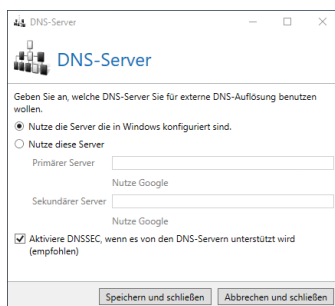 DNS-Server
DNS-Server
Geben Sie an, welche DNS-Server Sie für externe DNS-Auflösung benutzen
wollen.
Nutze die Server die in Windows konfiguriert sind.
Nutze diese Server
Primärer Server
Nutze Google
Sekundärer Server
Nutze Google
Aktiviere DNSSEC, wenn es von den DNS-Servern unterstützt wird
(empfohlen)
Speichern und schließen
Abbrechen und schließen